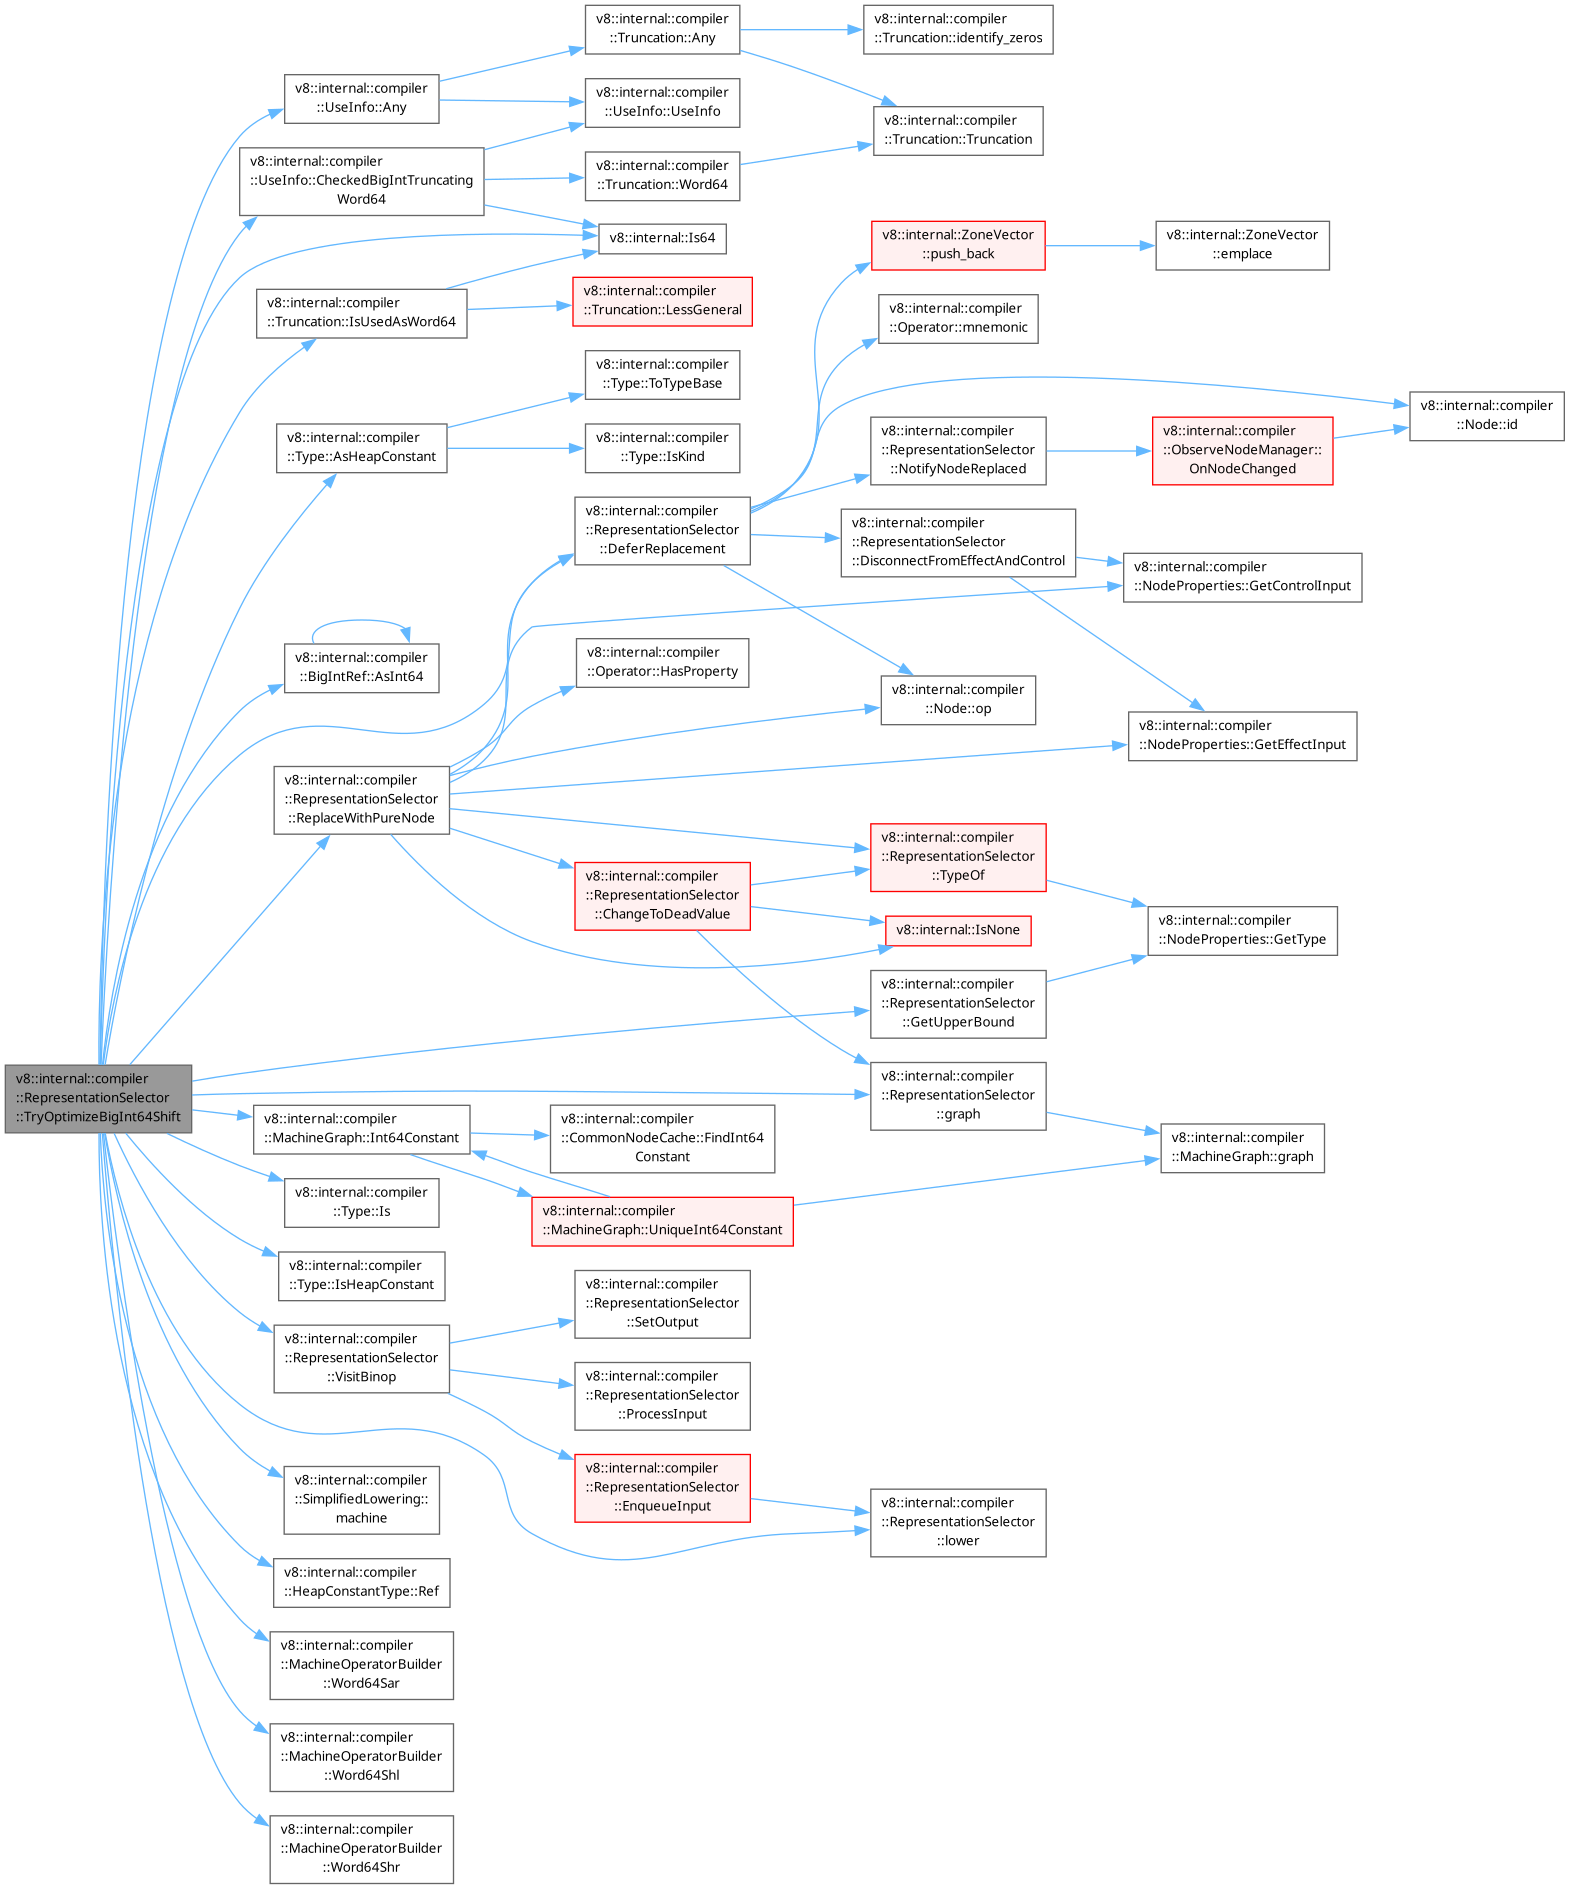 v8::internal::compiler
::Truncation::Any
v8::internal::compiler
::Truncation::identify_zeros
v8::internal::compiler
::UseInfo::Any
v8::internal::compiler
::UseInfo::UseInfo
v8::internal::compiler
::Truncation::Truncation
v8::internal::compiler
::UseInfo::CheckedBigIntTruncating
Word64
v8::internal::compiler
::Truncation::Word64
v8::internal::Is64
v8::internal::ZoneVector
::push_back
v8::internal::ZoneVector
::emplace
v8::internal::compiler
::Truncation::IsUsedAsWord64
v8::internal::compiler
::Truncation::LessGeneral
v8::internal::compiler
::Operator::mnemonic
v8::internal::compiler
::Type::ToTypeBase
v8::internal::compiler
::Node::id
v8::internal::compiler
::Type::AsHeapConstant
v8::internal::compiler
::Type::IsKind
v8::internal::compiler
::RepresentationSelector
::NotifyNodeReplaced
v8::internal::compiler
::ObserveNodeManager::
OnNodeChanged
v8::internal::compiler
::RepresentationSelector
::DeferReplacement
v8::internal::compiler
::RepresentationSelector
::DisconnectFromEffectAndControl
v8::internal::compiler
::NodeProperties::GetControlInput
v8::internal::compiler
::BigIntRef::AsInt64
v8::internal::compiler
::Operator::HasProperty
v8::internal::compiler
::Node::op
v8::internal::compiler
::NodeProperties::GetEffectInput
v8::internal::compiler
::RepresentationSelector
::ReplaceWithPureNode
v8::internal::compiler
::RepresentationSelector
::TypeOf
v8::internal::compiler
::RepresentationSelector
::ChangeToDeadValue
v8::internal::IsNone
v8::internal::compiler
::NodeProperties::GetType
v8::internal::compiler
::RepresentationSelector
::GetUpperBound
v8::internal::compiler
::RepresentationSelector
::TryOptimizeBigInt64Shift
v8::internal::compiler
::RepresentationSelector
::graph
v8::internal::compiler
::MachineGraph::Int64Constant
v8::internal::compiler
::CommonNodeCache::FindInt64
Constant
v8::internal::compiler
::MachineGraph::graph
v8::internal::compiler
::Type::Is
v8::internal::compiler
::MachineGraph::UniqueInt64Constant
v8::internal::compiler
::Type::IsHeapConstant
v8::internal::compiler
::RepresentationSelector
::SetOutput
v8::internal::compiler
::RepresentationSelector
::VisitBinop
v8::internal::compiler
::RepresentationSelector
::ProcessInput
v8::internal::compiler
::SimplifiedLowering::
machine
v8::internal::compiler
::RepresentationSelector
::EnqueueInput
v8::internal::compiler
::RepresentationSelector
::lower
v8::internal::compiler
::HeapConstantType::Ref
v8::internal::compiler
::MachineOperatorBuilder
::Word64Sar
v8::internal::compiler
::MachineOperatorBuilder
::Word64Shl
v8::internal::compiler
::MachineOperatorBuilder
::Word64Shr